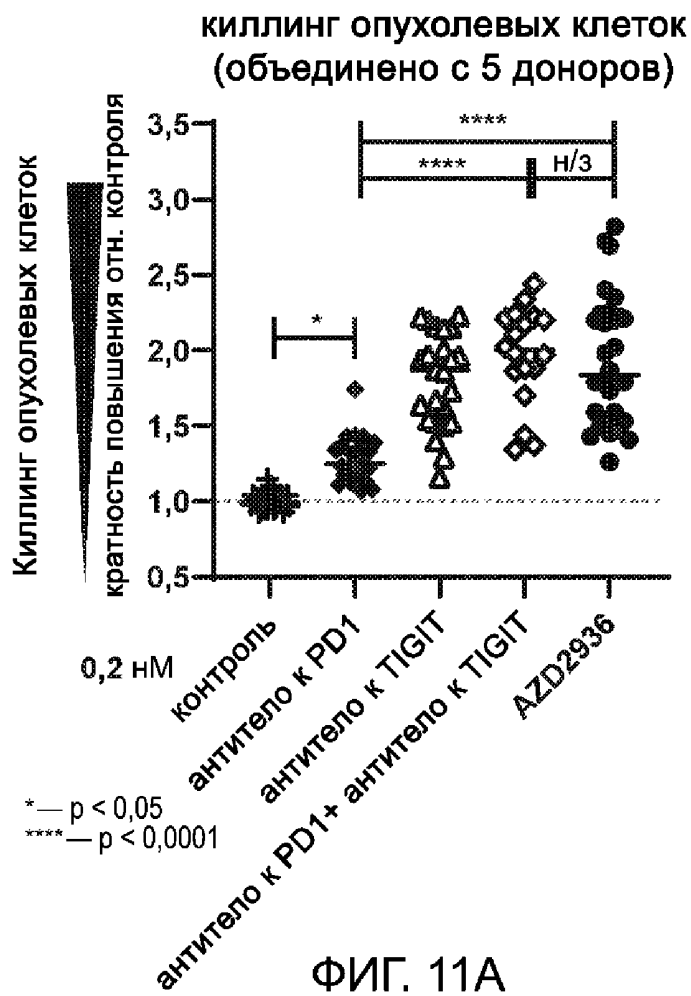 киллинг опухолевых клеток
(объединено с 5 доноров)
Киллинг опухолевых клеток
кратность повышения отн. контроля
3,5
3,0
2,5
2,0
1,5
1,0
0,5
****
****
н/з
*
0,2 нМ
контроль
антитело к PD1
антитело к TIGIT
антитело к PD1+ антитело к TIGIT
AZD2936
*— p < 0,05
****— p < 0,0001
ФИГ. 11A